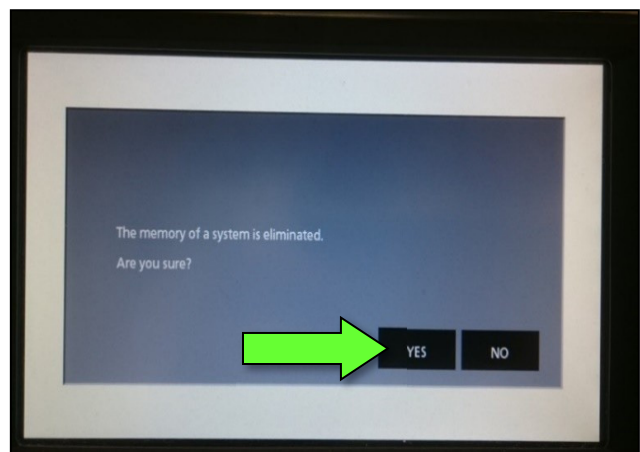 The memory of a system is eliminated.
Are you sure?
YES NO